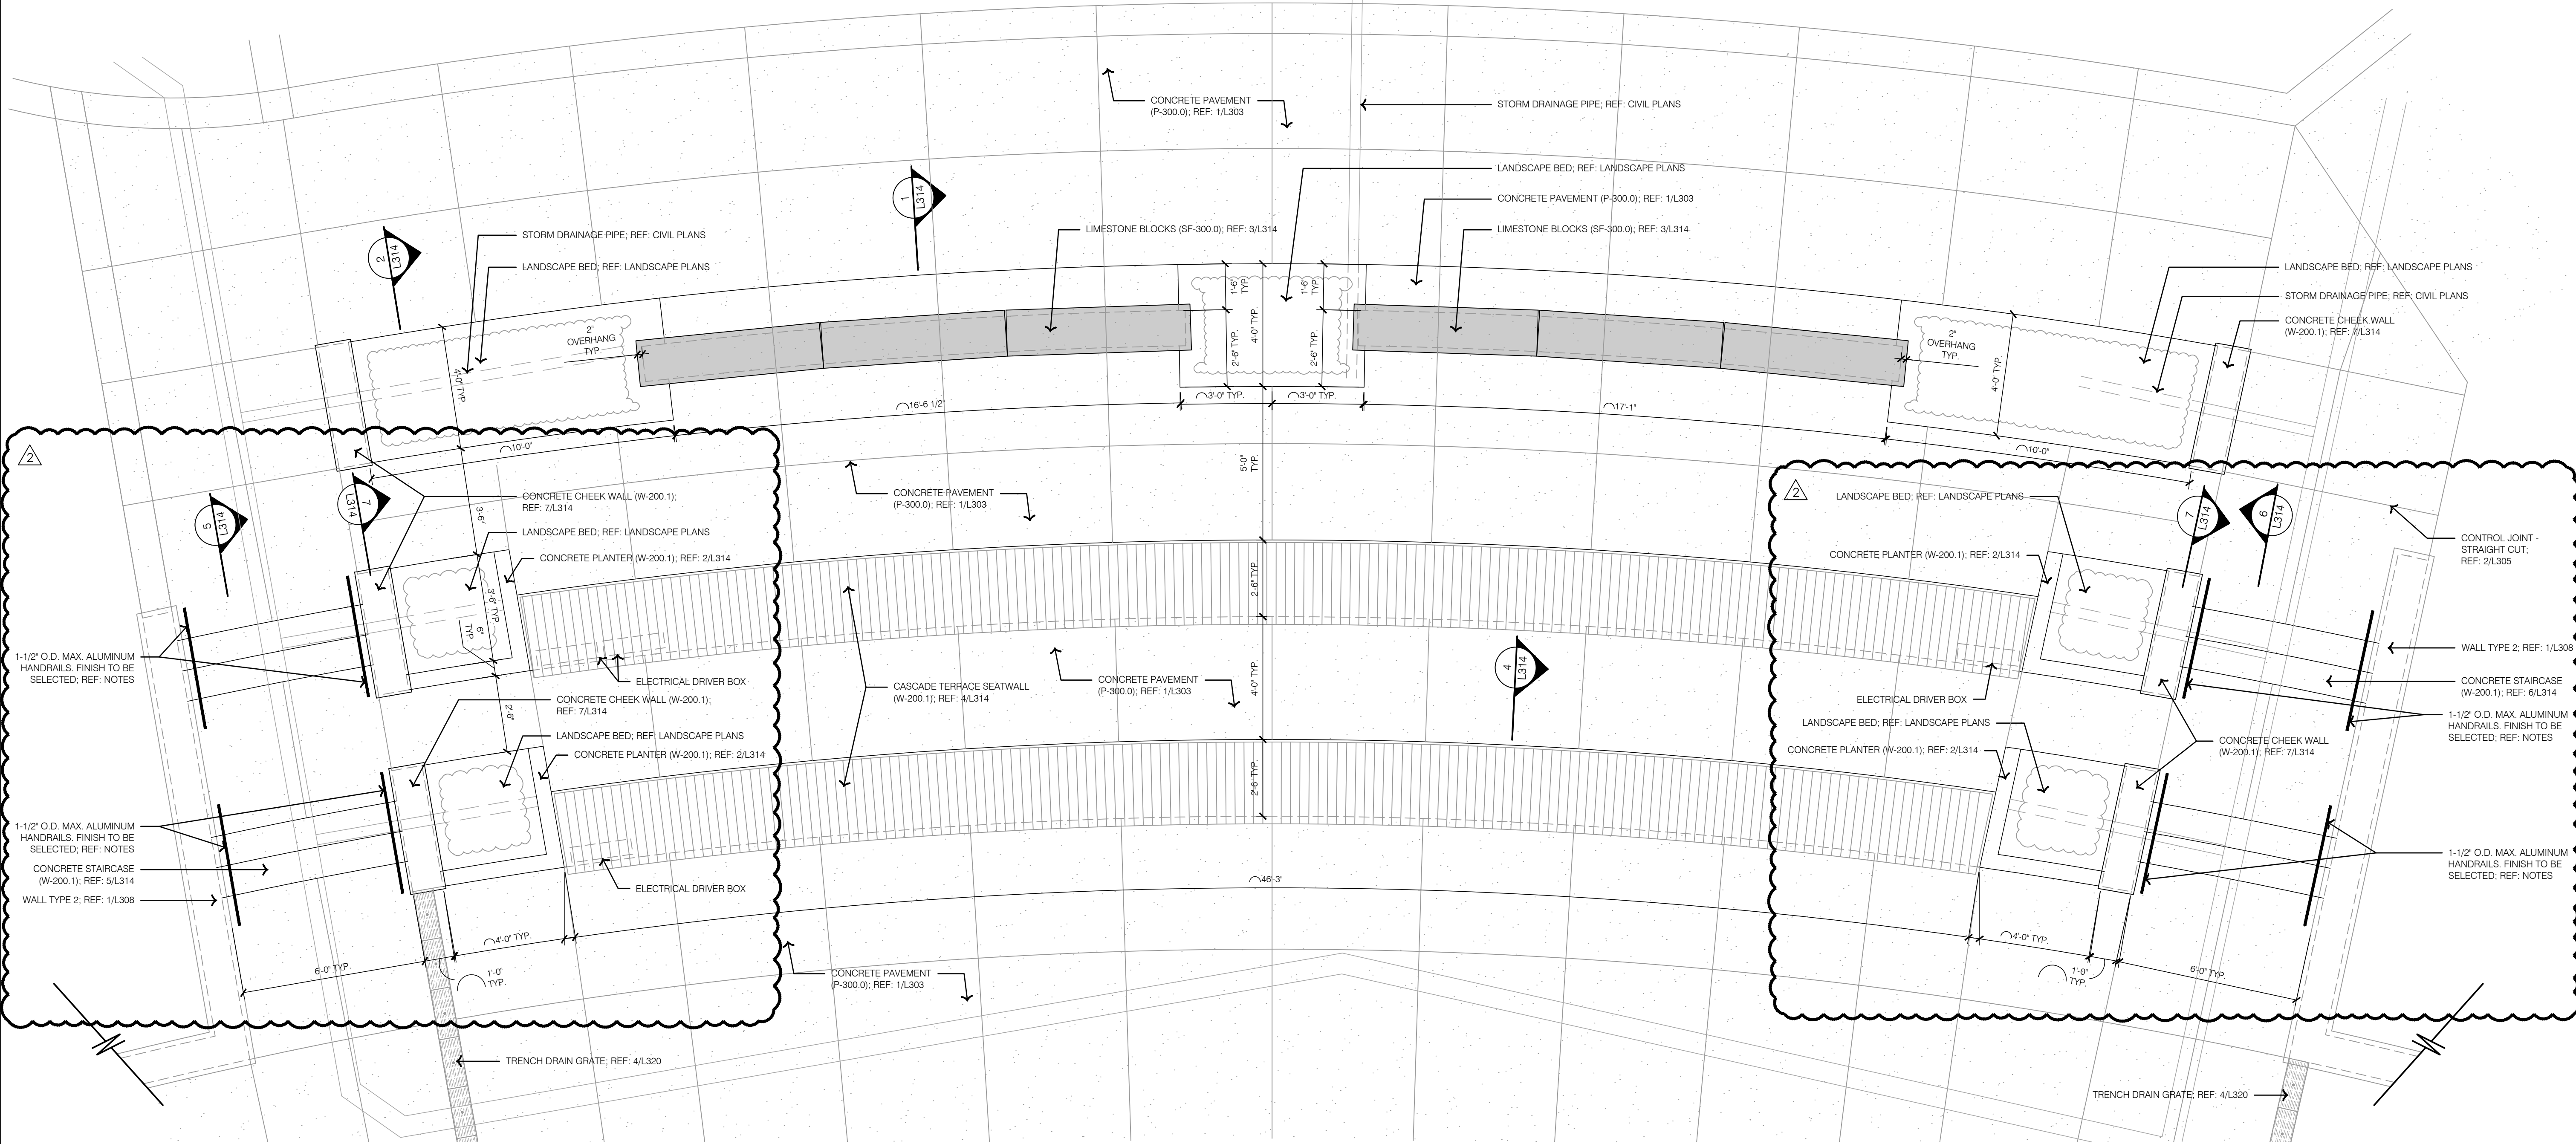 CONCRETE PAVEMENT
(P-300.0); REF: 1/L303
STORM DRAINAGE PIPE; REF: CIVIL PLANS
LANDSCAPE BED; REF: LANDSCAPE PLANS
CONCRETE PAVEMENT (P-300.0); REF: 1/L303
LIMESTONE BLOCKS (SF-300.0); REF: 3/L314
LIMESTONE BLOCKS (SF-300.0); REF: 3/L314
1
L314
2
L314
STORM DRAINAGE PIPE; REF: CIVIL PLANS
LANDSCAPE BED; REF: LANDSCAPE PLANS
LANDSCAPE BED; REF: LANDSCAPE PLANS
STORM DRAINAGE PIPE; REF: CIVIL PLANS
CONCRETE CHEEK WALL
(W-200.1); REF: 7/L314
2"
OVERHANG
TYP.
1'-6"
TYP.
4'-0" TYP.
2'-6" TYP.
1'-6"
TYP.
2'-6" TYP.
2"
OVERHANG
TYP.
4'-0" TYP.
4'-0" TYP.
3'-0" TYP.
3'-0" TYP.
16'-6 1/2"
17'-1"
10'-0"
10'-0"
5'-0"
TYP.
2
5
L314
7
L314
CONCRETE CHEEK WALL (W-200.1);
REF: 7/L314
3'-6"
LANDSCAPE BED; REF: LANDSCAPE PLANS
CONCRETE PLANTER (W-200.1); REF: 2/L314
3'-6" TYP.
6"
TYP.
CONCRETE PAVEMENT
(P-300.0); REF: 1/L303
2
LANDSCAPE BED; REF: LANDSCAPE PLANS
CONCRETE PLANTER (W-200.1); REF: 2/L314
7
L314
6
L314
CONTROL JOINT -
STRAIGHT CUT;
REF: 2/L305
2'-6" TYP.
1-1/2" O.D. MAX. ALUMINUM
HANDRAILS. FINISH TO BE
SELECTED; REF: NOTES
ELECTRICAL DRIVER BOX
CONCRETE CHEEK WALL (W-200.1);
REF: 7/L314
2'-6"
LANDSCAPE BED; REF: LANDSCAPE PLANS
CONCRETE PLANTER (W-200.1); REF: 2/L314
CASCADE TERRACE SEATWALL
(W-200.1); REF: 4/L314
CONCRETE PAVEMENT
(P-300.0); REF: 1/L303
4'-0" TYP.
4
L314
2'-6" TYP.
ELECTRICAL DRIVER BOX
LANDSCAPE BED; REF: LANDSCAPE PLANS
CONCRETE PLANTER (W-200.1); REF: 2/L314
WALL TYPE 2; REF: 1/L308
CONCRETE STAIRCASE
(W-200.1); REF: 6/L314
1-1/2" O.D. MAX. ALUMINUM
HANDRAILS. FINISH TO BE
SELECTED; REF: NOTES
CONCRETE CHEEK WALL
(W-200.1); REF: 7/L314
1-1/2" O.D. MAX. ALUMINUM
HANDRAILS. FINISH TO BE
SELECTED; REF: NOTES
CONCRETE STAIRCASE
(W-200.1); REF: 5/L314
WALL TYPE 2; REF: 1/L308
ELECTRICAL DRIVER BOX
46'-3"
1-1/2" O.D. MAX. ALUMINUM
HANDRAILS. FINISH TO BE
SELECTED; REF: NOTES
4'-0" TYP.
6'-0" TYP.
1'-0"
TYP.
CONCRETE PAVEMENT
(P-300.0); REF: 1/L303
4'-0" TYP.
1'-0"
TYP.
6'-0" TYP.
TRENCH DRAIN GRATE; REF: 4/L320
TRENCH DRAIN GRATE; REF: 4/L320